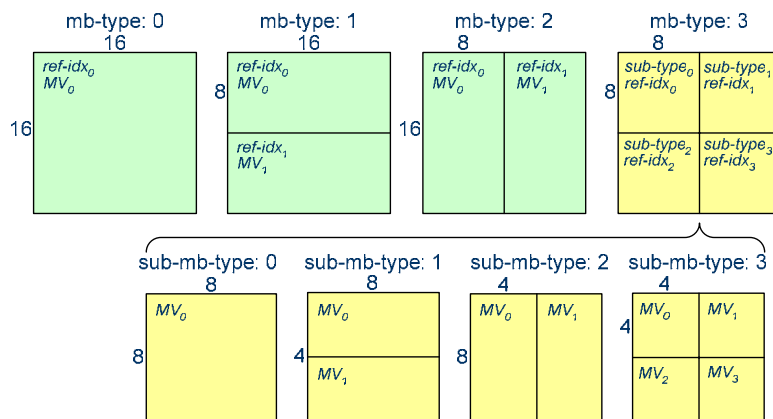 mb-type: 0 mb-type: 1 mb-type: 2 mb-type: 3
16 16 8 8
ref-idx0 ref-idx0 ref-idx0 ref-idx1 sub-type0 sub-type1
MV0 MV0 MV0 MV1 ref-idx0 ref-idx1
8 8
16 16
ref-idx1 sub-type2 sub-type3
MV1 ref-idx2 ref-idx3
sub-mb-type: 0 sub-mb-type: 1 sub-mb-type: 2 sub-mb-type: 3
8 8 4 4
MV0 MV0 MV0 MV1 MV0 MV1
4
8 4 8
MV1 MV2 MV3